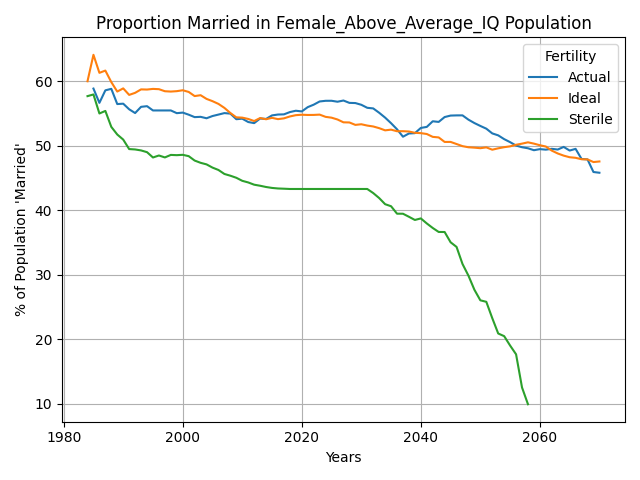 Proportion Married in Female_Above_Average_IQ Population
% of Population 'Married'
60
50
40
30
20
10
Fertility
Actual
Ideal
Sterile
1980 2000 2020 2040 2060
Years